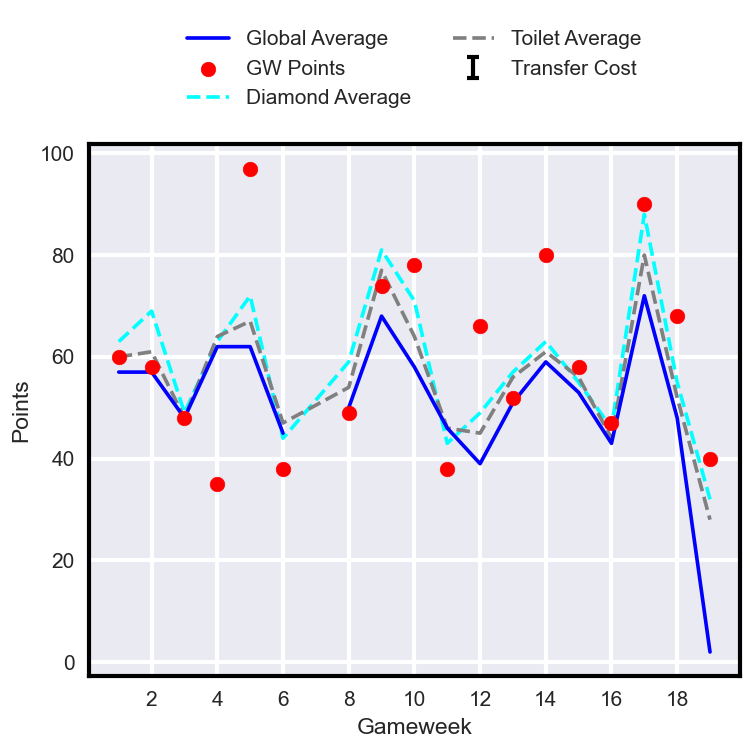 Global Average
GW Points
Diamond Average
Toilet Average
Transfer Cost
100
80
60
40
20
0
Points
2 4 6 8 10 12 14 16 18
Gameweek